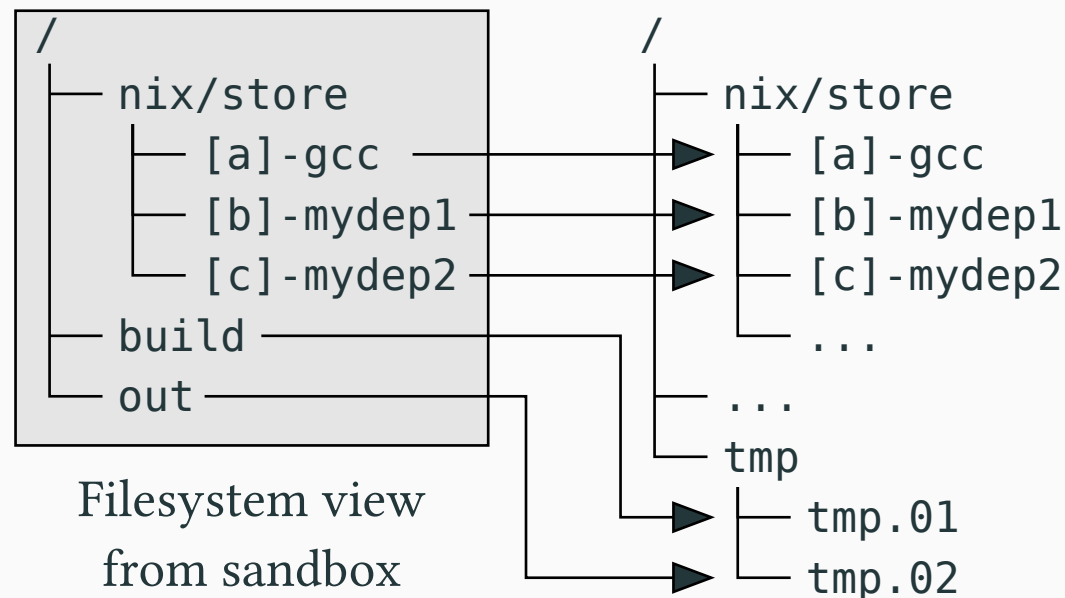 /
nix/store
[a]-gcc
[b]-mydep1
[c]-mydep2
build
out
Filesystem view
from sandbox
/
nix/store
[a]-gcc
[b]-mydep1
[c]-mydep2
...
...
tmp
tmp.01
tmp.02